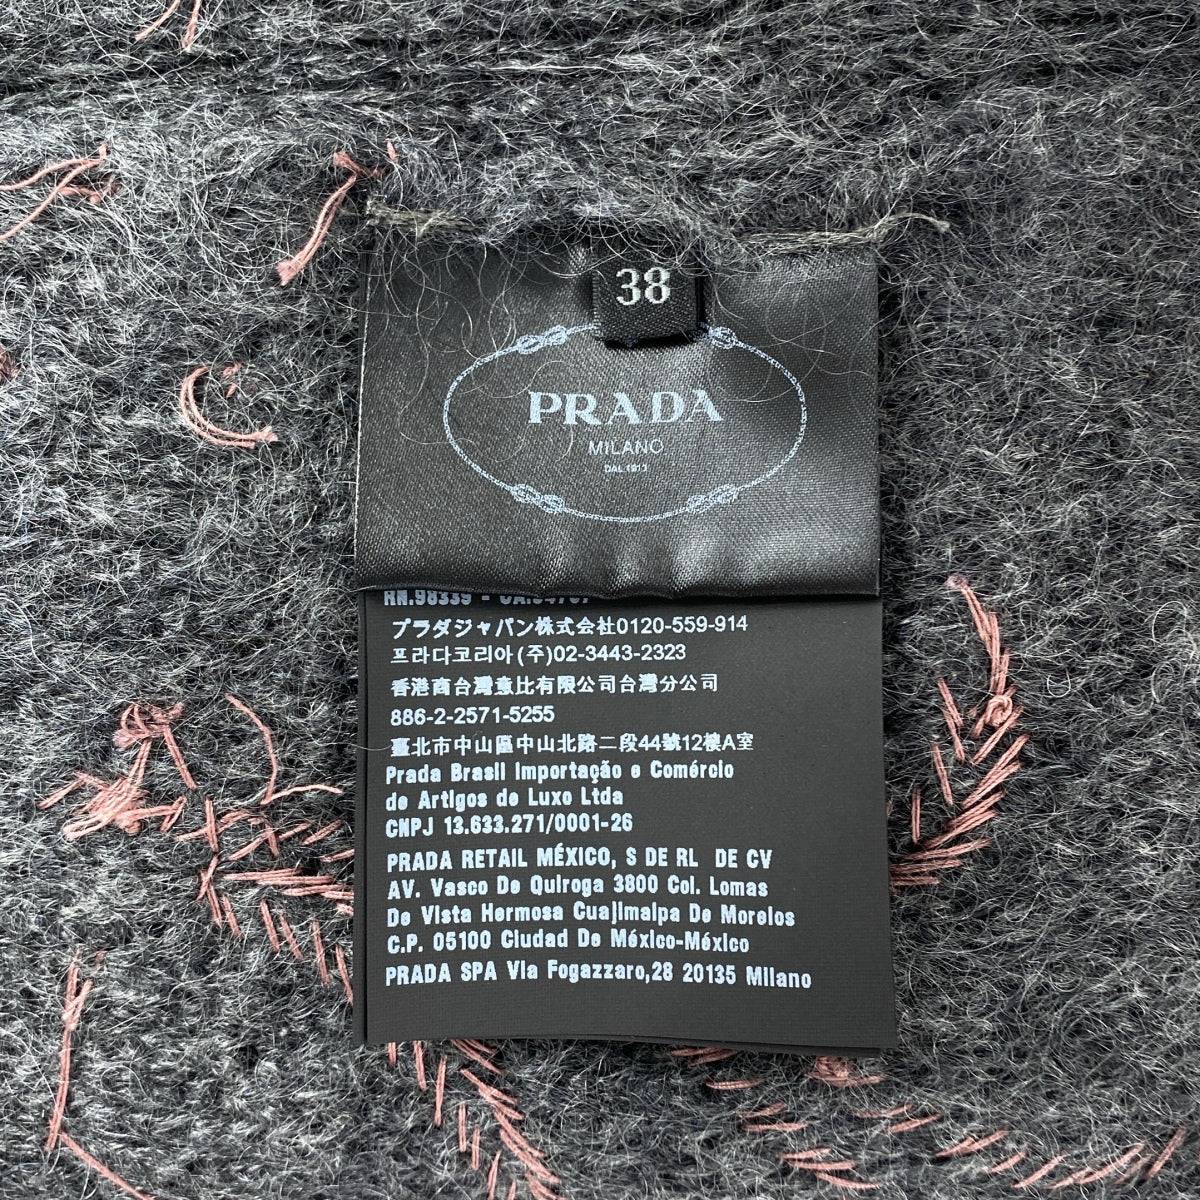 38
PRADA
MILANO
DAL 1913
RN.98339 - CA.54767
プラダジャパン株式会社0120-559-914
프라다코리아(주)02-3443-2323
香港商台灣意比有限公司台灣分公司
886-2-2571-5255
臺北市中山區中山北路二段44號12樓A室
Prada Brasil Importação e Comércio
de Artigos de Luxo Ltda
CNPJ 13.633.271/0001-26
PRADA RETAIL MÉXICO, S DE RL DE CV
AV. Vasco De Quiroga 3800 Col. Lomas
De Vista Hermosa Cuajimalpa De Morelos
C.P. 05100 Ciudad De México-México
PRADA SPA Via Fogazzaro,28 20135 Milano